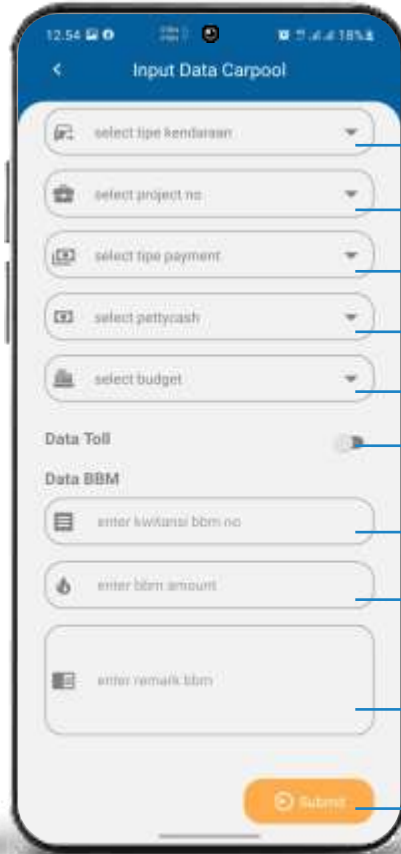 12.54 18%
Input Data Carpool
select tipe kendaraan
select project no
select tipe payment
select pettycash
select budget
Data Toll
Data BBM
enter kwitansi bbm no
enter bbm amount
enter remark bbm
Submit